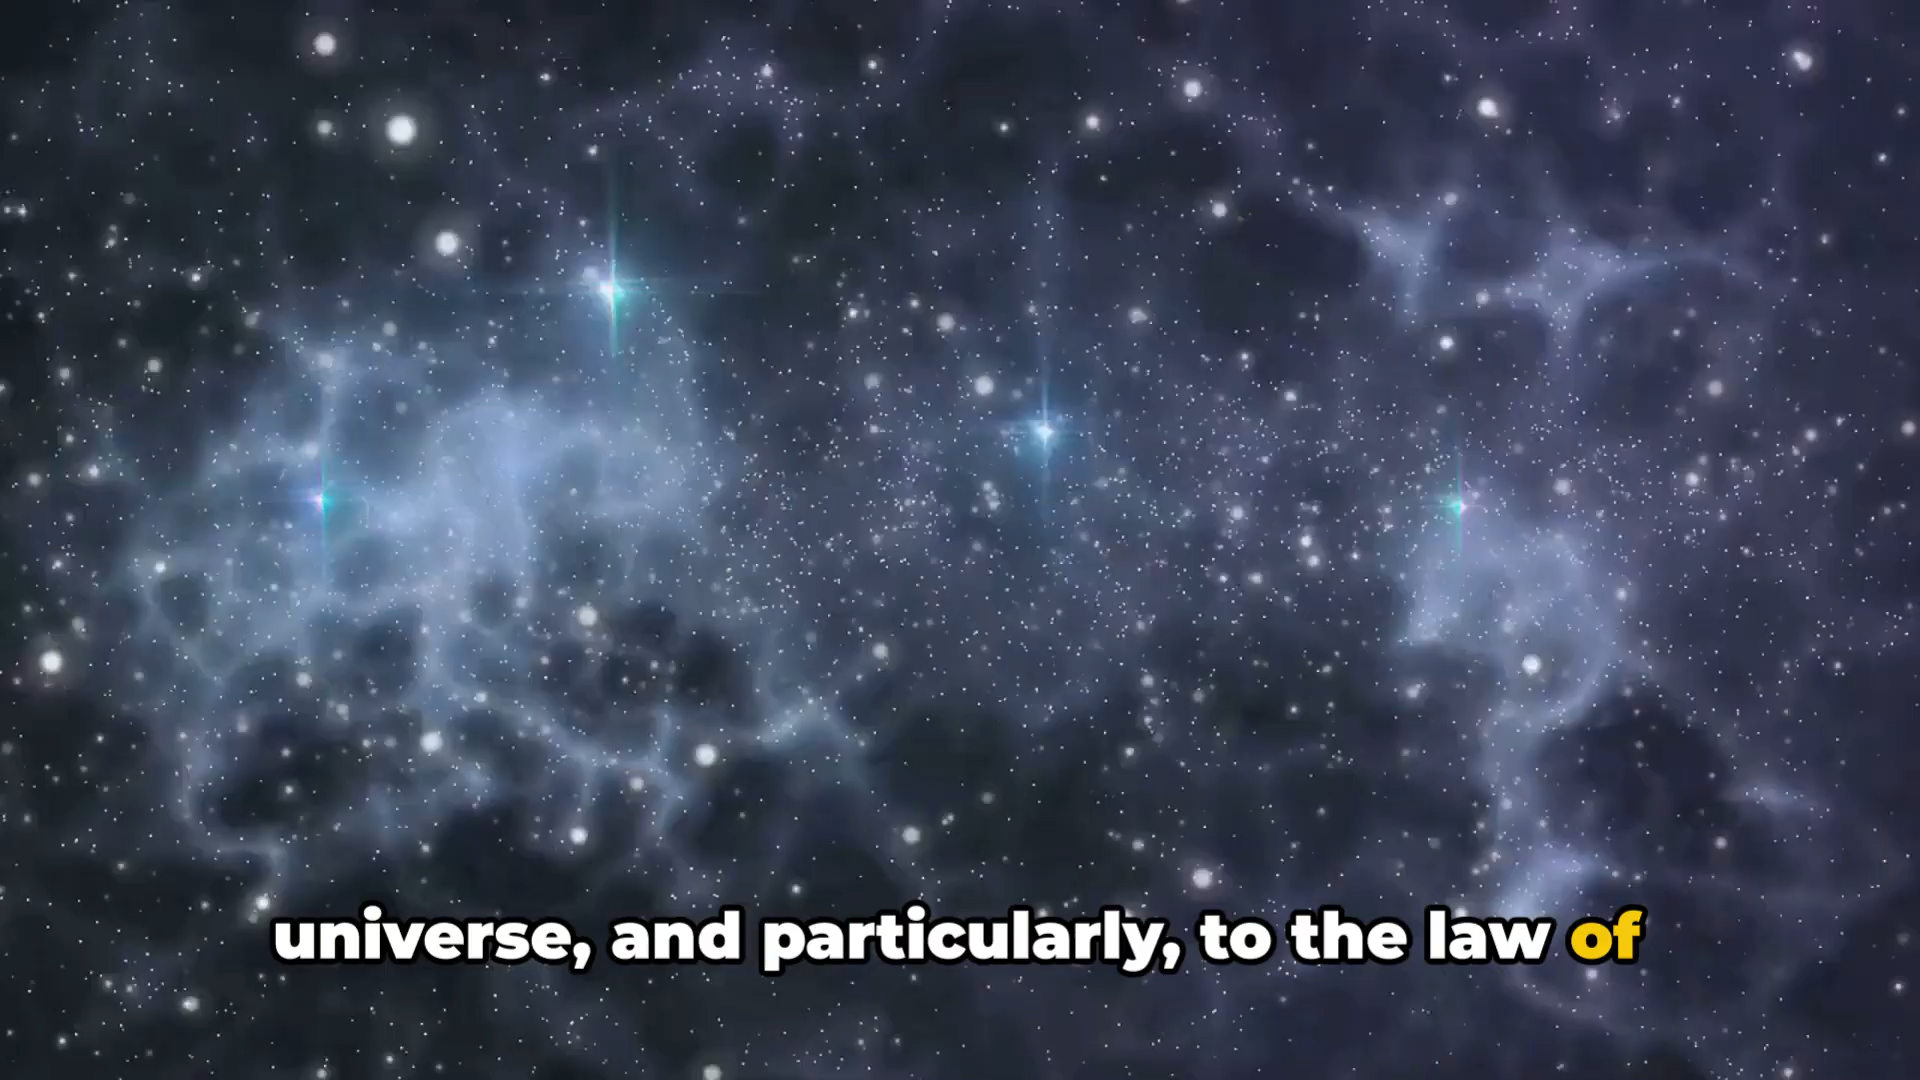 universe, and particularly, to the law of